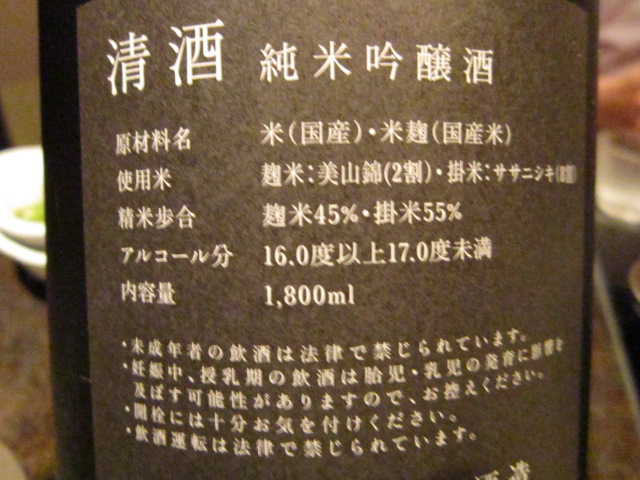 清酒 純米吟醸酒
原材料名 米(国産)・米麹(国産米)
使用米 麹米:美山錦(2割)・掛米:ササニシキ
精米歩合 麹米45%・掛米55%
アルコール分 16.0度以上17.0度未満
内容量 1,800ml
・未成年者の飲酒は法律で禁じられています。
・妊娠中、授乳期の飲酒は胎児・乳児の発育に影響を
及ぼす可能性がありますので、お控えください。
・開栓には十分お気を付けください。
・飲酒運転は法律で禁じられています。
酒造